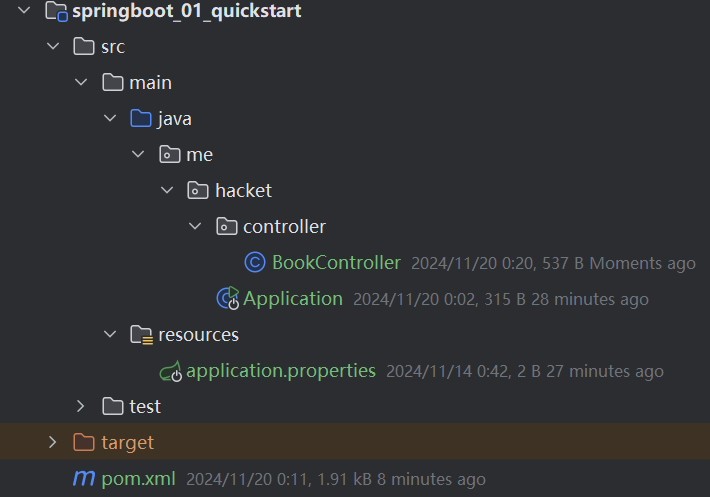 springboot_01_quickstart
src
main
java
me
hacket
controller
BookController 2024/11/20 0:20, 537 B Moments ago
Application 2024/11/20 0:02, 315 B 28 minutes ago
resources
application.properties 2024/11/14 0:42, 2 B 27 minutes ago
test
target
pom.xml 2024/11/20 0:11, 1.91 kB 8 minutes ago